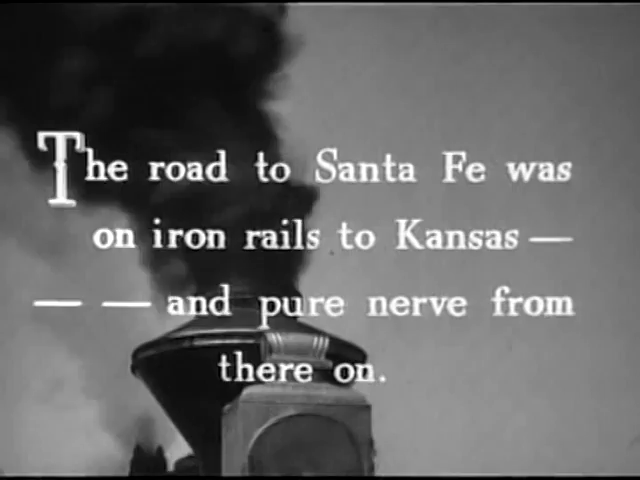 The road to Santa Fe was
on iron rails to Kansas —
— — and pure nerve from
there on.